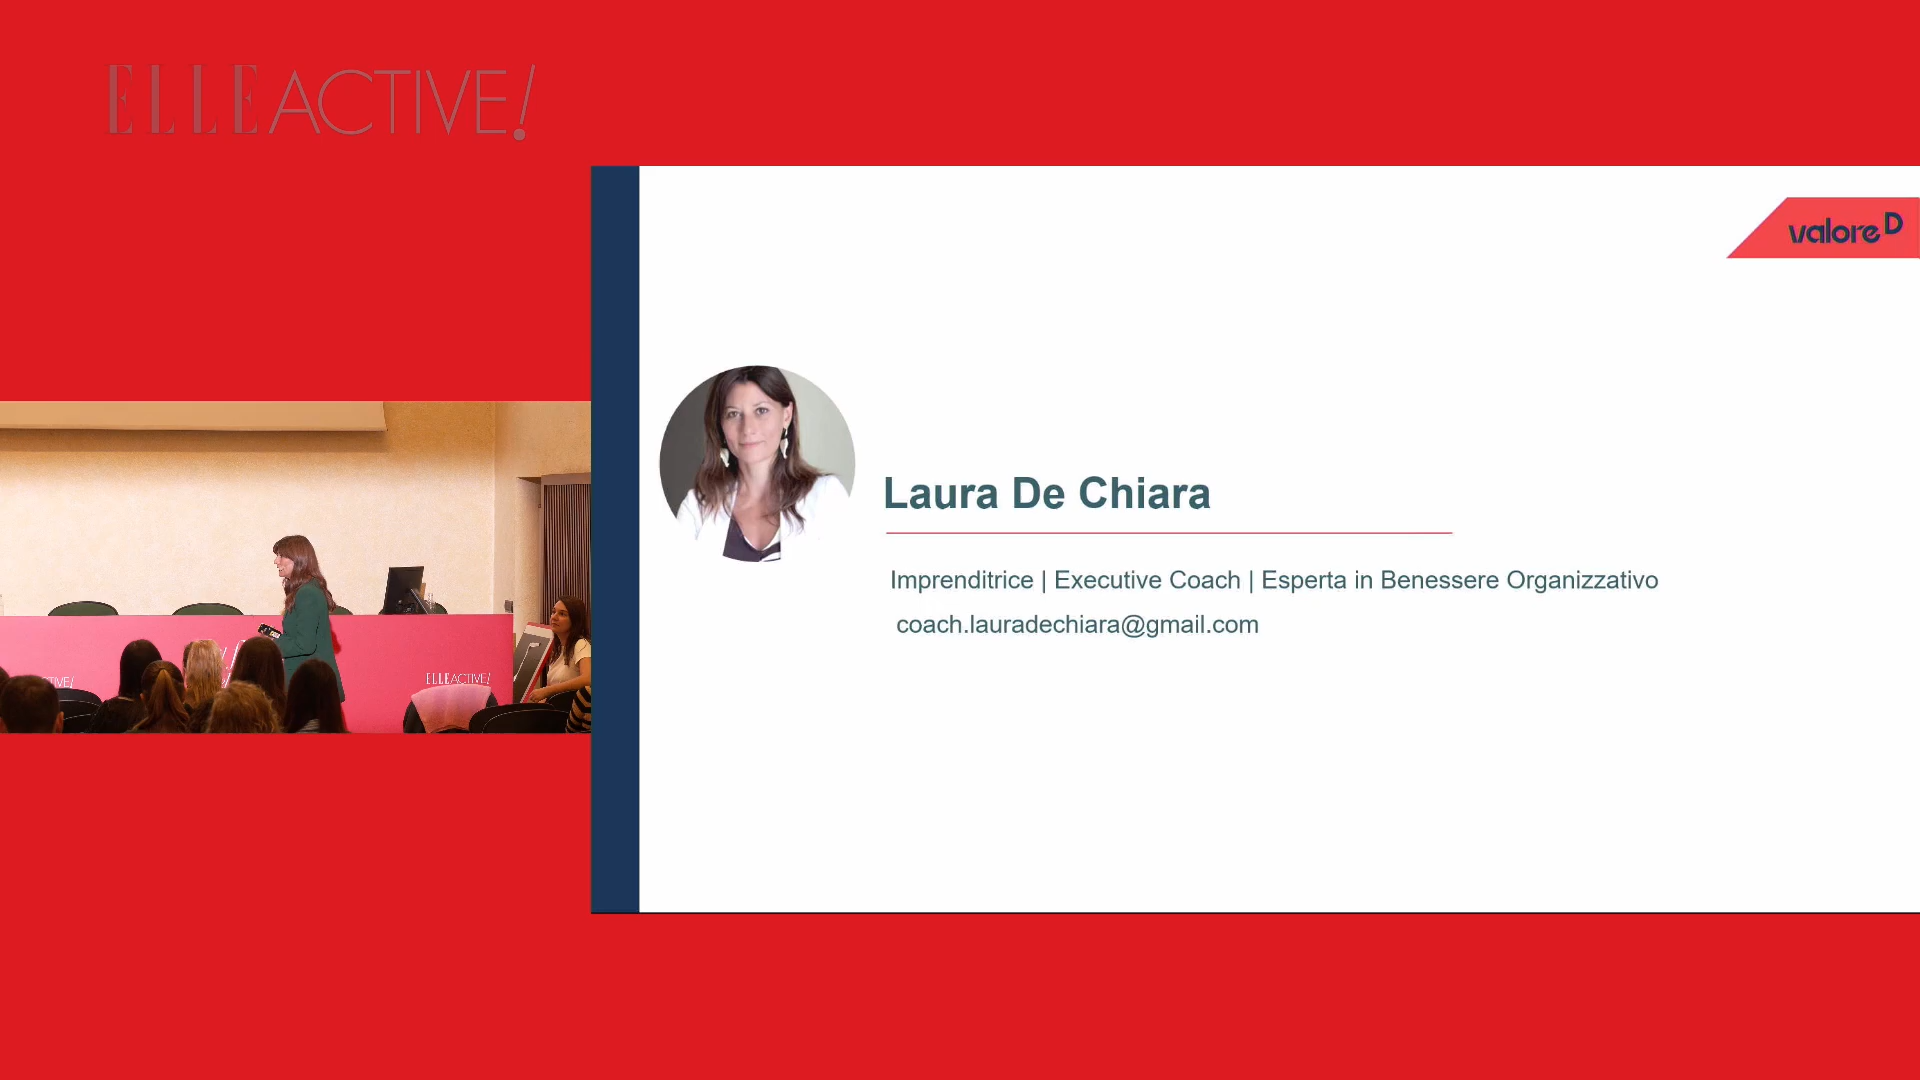 ELLE ACTIVE!
valore D
Laura De Chiara
Imprenditrice | Executive Coach | Esperta in Benessere Organizzativo
coach.lauradechiara@gmail.com
ELLE ACTIVE!